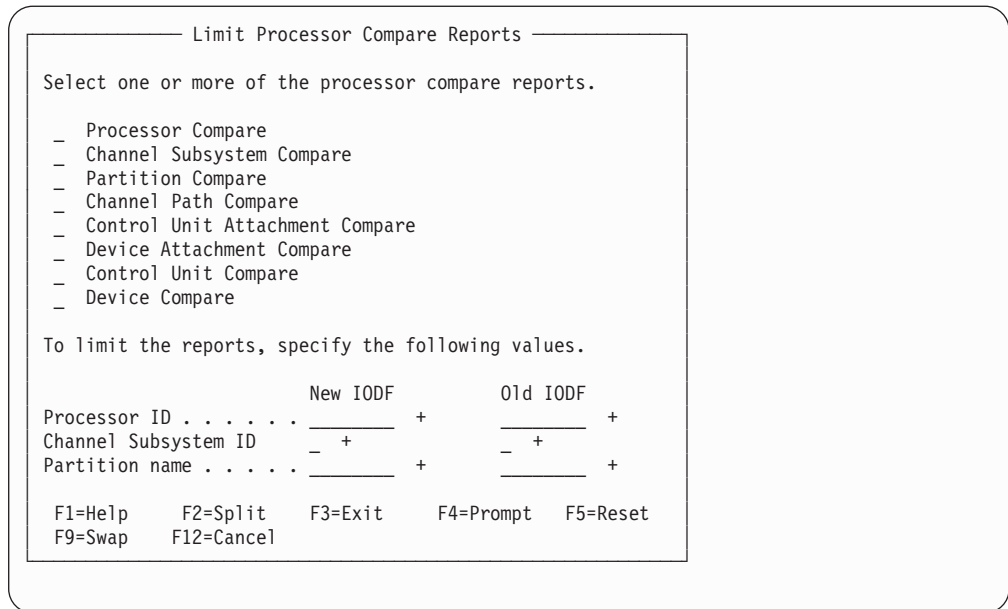 Limit Processor Compare Reports
Select one or more of the processor compare reports.
_ Processor Compare
_ Channel Subsystem Compare
_ Partition Compare
_ Channel Path Compare
_ Control Unit Attachment Compare
_ Device Attachment Compare
_ Control Unit Compare
_ Device Compare
To limit the reports, specify the following values.
New IODF Old IODF
Processor ID . . . . . . ________ + ________ +
Channel Subsystem ID _ + _ +
Partition name . . . . . ________ + ________ +
F1=Help F2=Split F3=Exit F4=Prompt F5=Reset
F9=Swap F12=Cancel